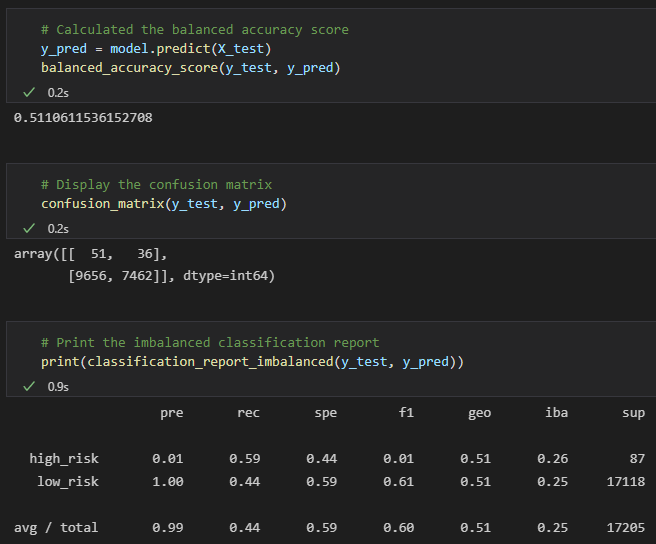 # Calculated the balanced accuracy score
y_pred = model.predict(X_test)
balanced_accuracy_score(y_test, y_pred)
✓ 0.2s
0.5110611536152708
# Display the confusion matrix
confusion_matrix(y_test, y_pred)
✓ 0.2s
array([[  51,   36],
       [9656, 7462]], dtype=int64)
# Print the imbalanced classification report
print(classification_report_imbalanced(y_test, y_pred))
✓ 0.9s
pre rec spe f1 geo iba sup
high_risk 0.01 0.59 0.44 0.01 0.51 0.26 87
low_risk 1.00 0.44 0.59 0.61 0.51 0.25 17118
avg / total 0.99 0.44 0.59 0.60 0.51 0.25 17205